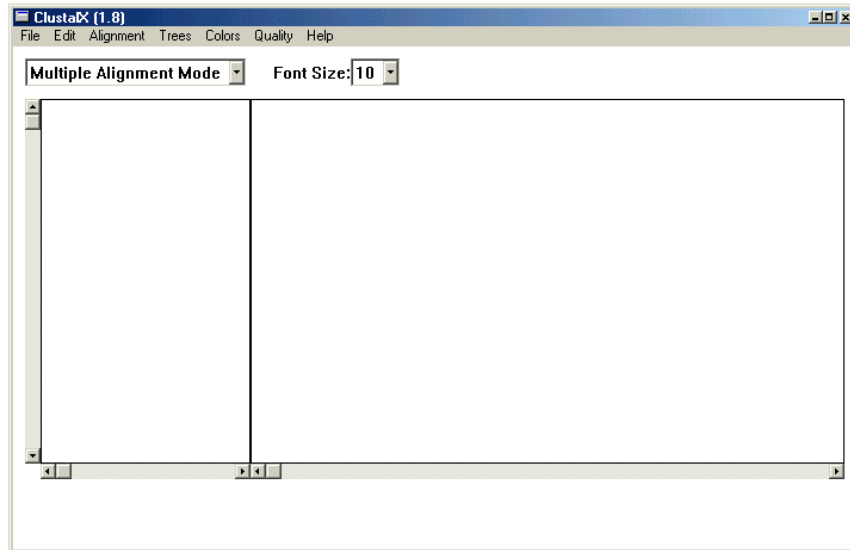 ClustalX (1.8)
File Edit Alignment Trees Colors Quality Help
Multiple Alignment Mode Font Size: 10